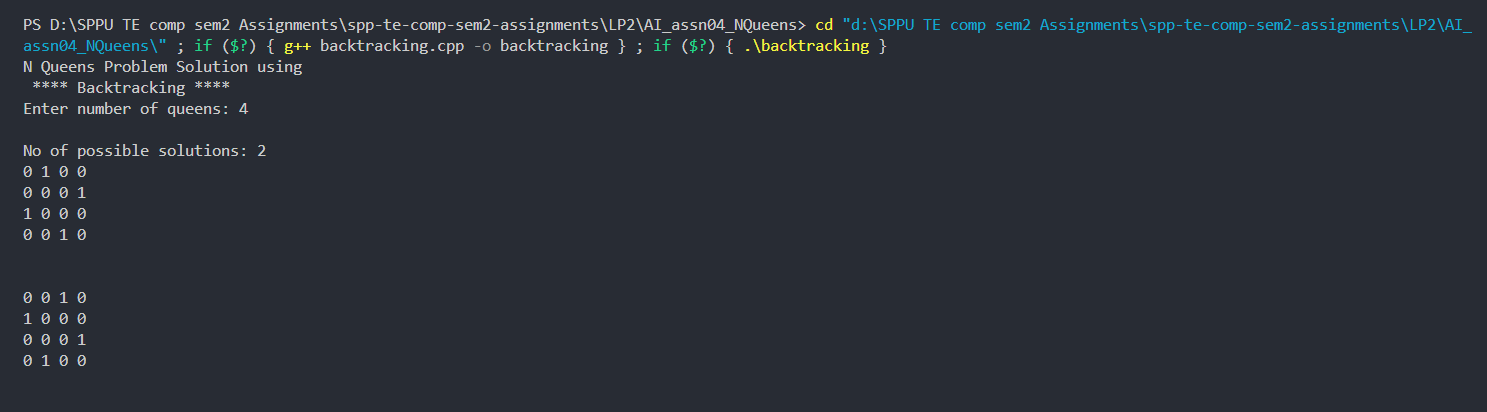 PS D:\SPPU TE comp sem2 Assignments\spp-te-comp-sem2-assignments\LP2\AI_assn04_NQueens> cd "d:\SPPU TE comp sem2 Assignments\spp-te-comp-sem2-assignments\LP2\AI_
assn04_NQueens\" ; if ($?) { g++ backtracking.cpp -o backtracking } ; if ($?) { .\backtracking }
N Queens Problem Solution using
 **** Backtracking ****
Enter number of queens: 4

No of possible solutions: 2
0 1 0 0
0 0 0 1
1 0 0 0
0 0 1 0

0 0 1 0
1 0 0 0
0 0 0 1
0 1 0 0